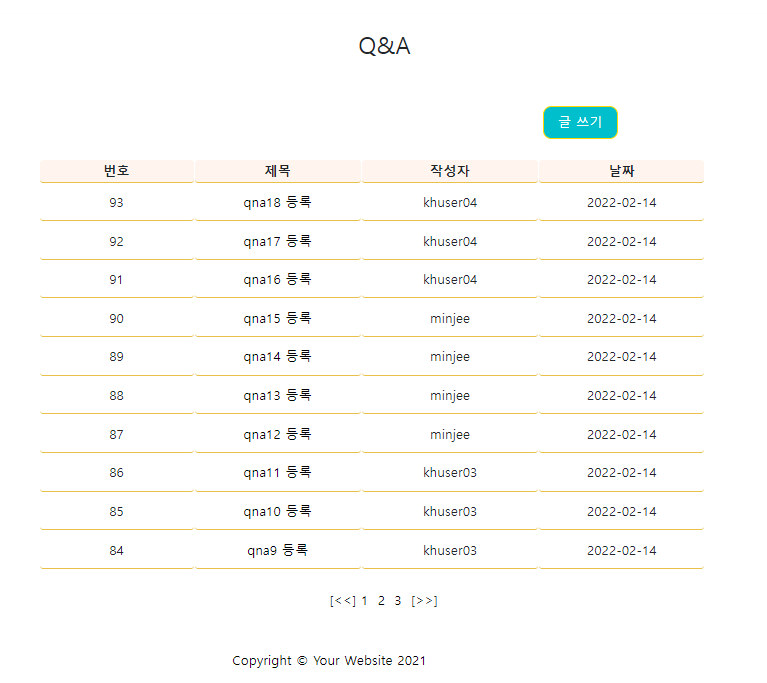 Q&A
글 쓰기
번호 제목 작성자 날짜
93 qna18 등록 khuser04 2022-02-14
92 qna17 등록 khuser04 2022-02-14
91 qna16 등록 khuser04 2022-02-14
90 qna15 등록 minjee 2022-02-14
89 qna14 등록 minjee 2022-02-14
88 qna13 등록 minjee 2022-02-14
87 qna12 등록 minjee 2022-02-14
86 qna11 등록 khuser03 2022-02-14
85 qna10 등록 khuser03 2022-02-14
84 qna9 등록 khuser03 2022-02-14
[<<] 1 2 3 [>>]
Copyright © Your Website 2021